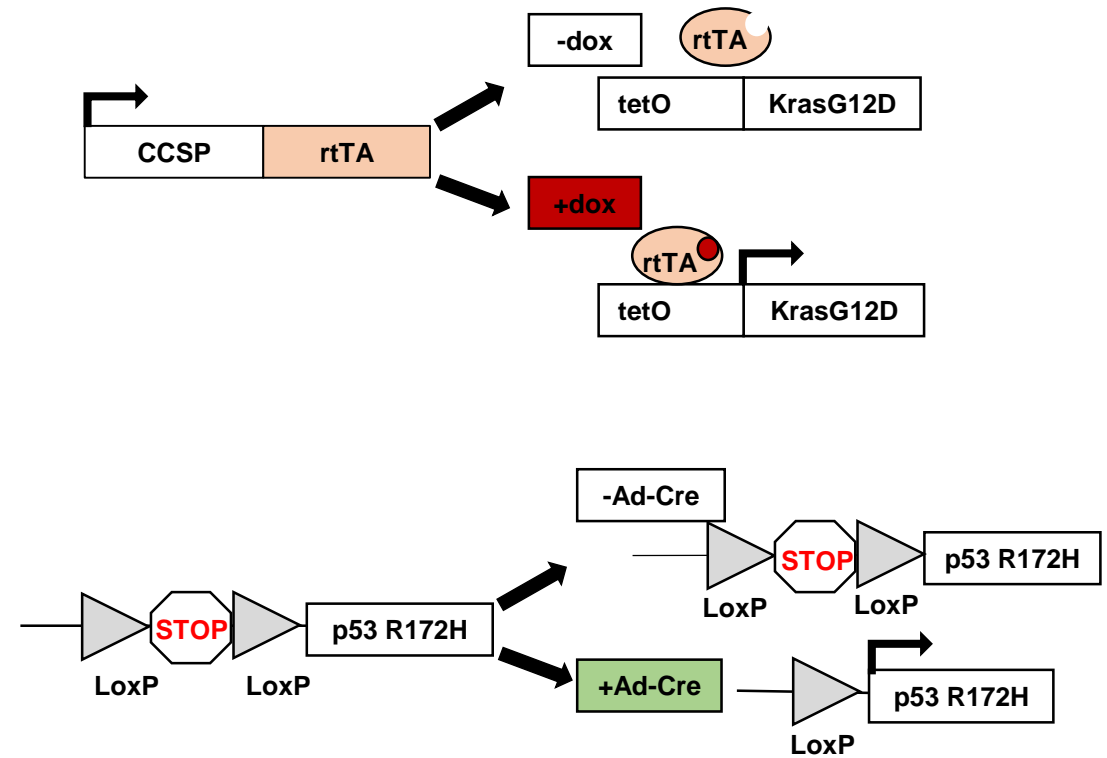 -dox
rtTA
tetO
KrasG12D
CCSP
rtTA
+dox
rtTA
tetO
KrasG12D
-Ad-Cre
STOP
p53 R172H
LoxP
LoxP
STOP
p53 R172H
LoxP
LoxP
+Ad-Cre
p53 R172H
LoxP